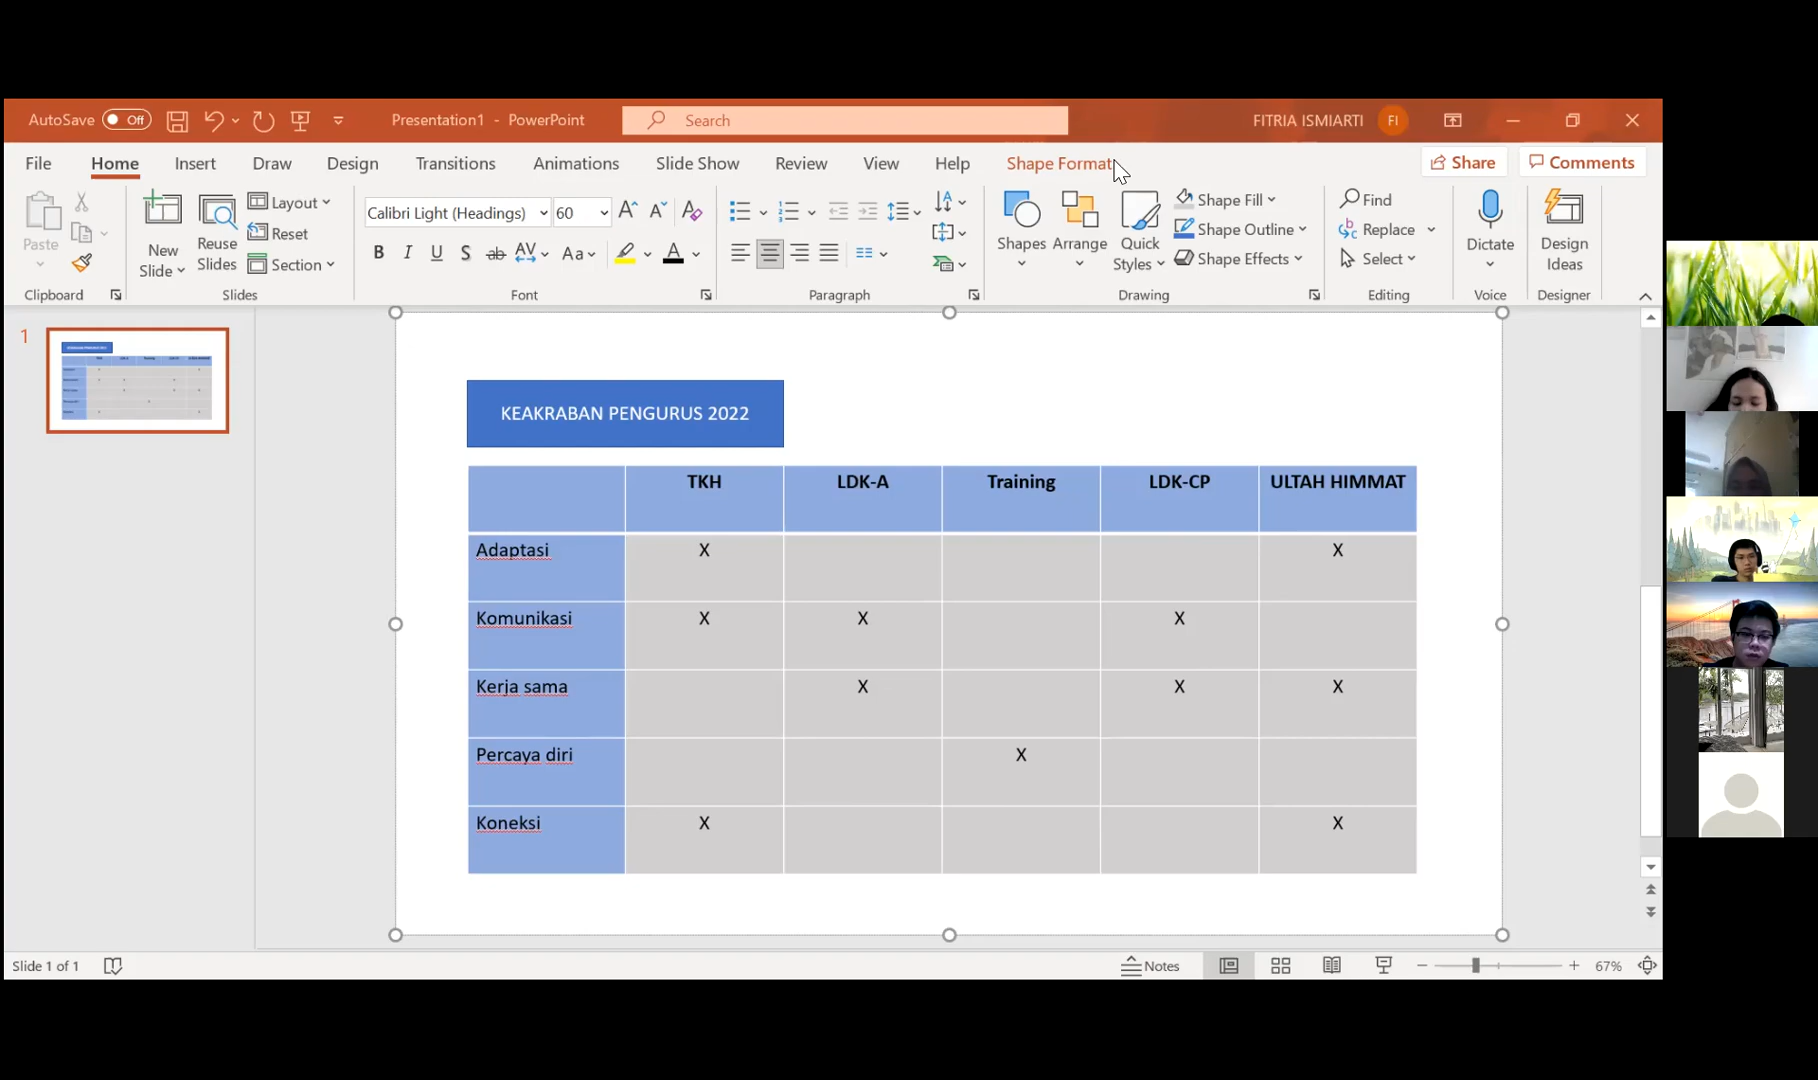 AutoSave Off Presentation1 - PowerPoint Search FITRIA ISMIARTI FI
File Home Insert Draw Design Transitions Animations Slide Show Review View Help Shape Format Share Comments
Paste
Clipboard
New Slide
Reuse Slides
Layout
Reset
Section
Slides
Calibri Light (Headings) 60
B I U S ab AV Aa A
Font
Paragraph
Shapes
Arrange
Quick Styles
Shape Fill
Shape Outline
Shape Effects
Drawing
Find
Replace
Select
Editing
Dictate
Voice
Design Ideas
Designer
1
KEAKRABAN PENGURUS 2022
TKH LDK-A Training LDK-CP ULTAH HIMMAT
Adaptasi X X
Komunikasi X X X
Kerja sama X X X
Percaya diri X
Koneksi X X
Slide 1 of 1 Notes 67%